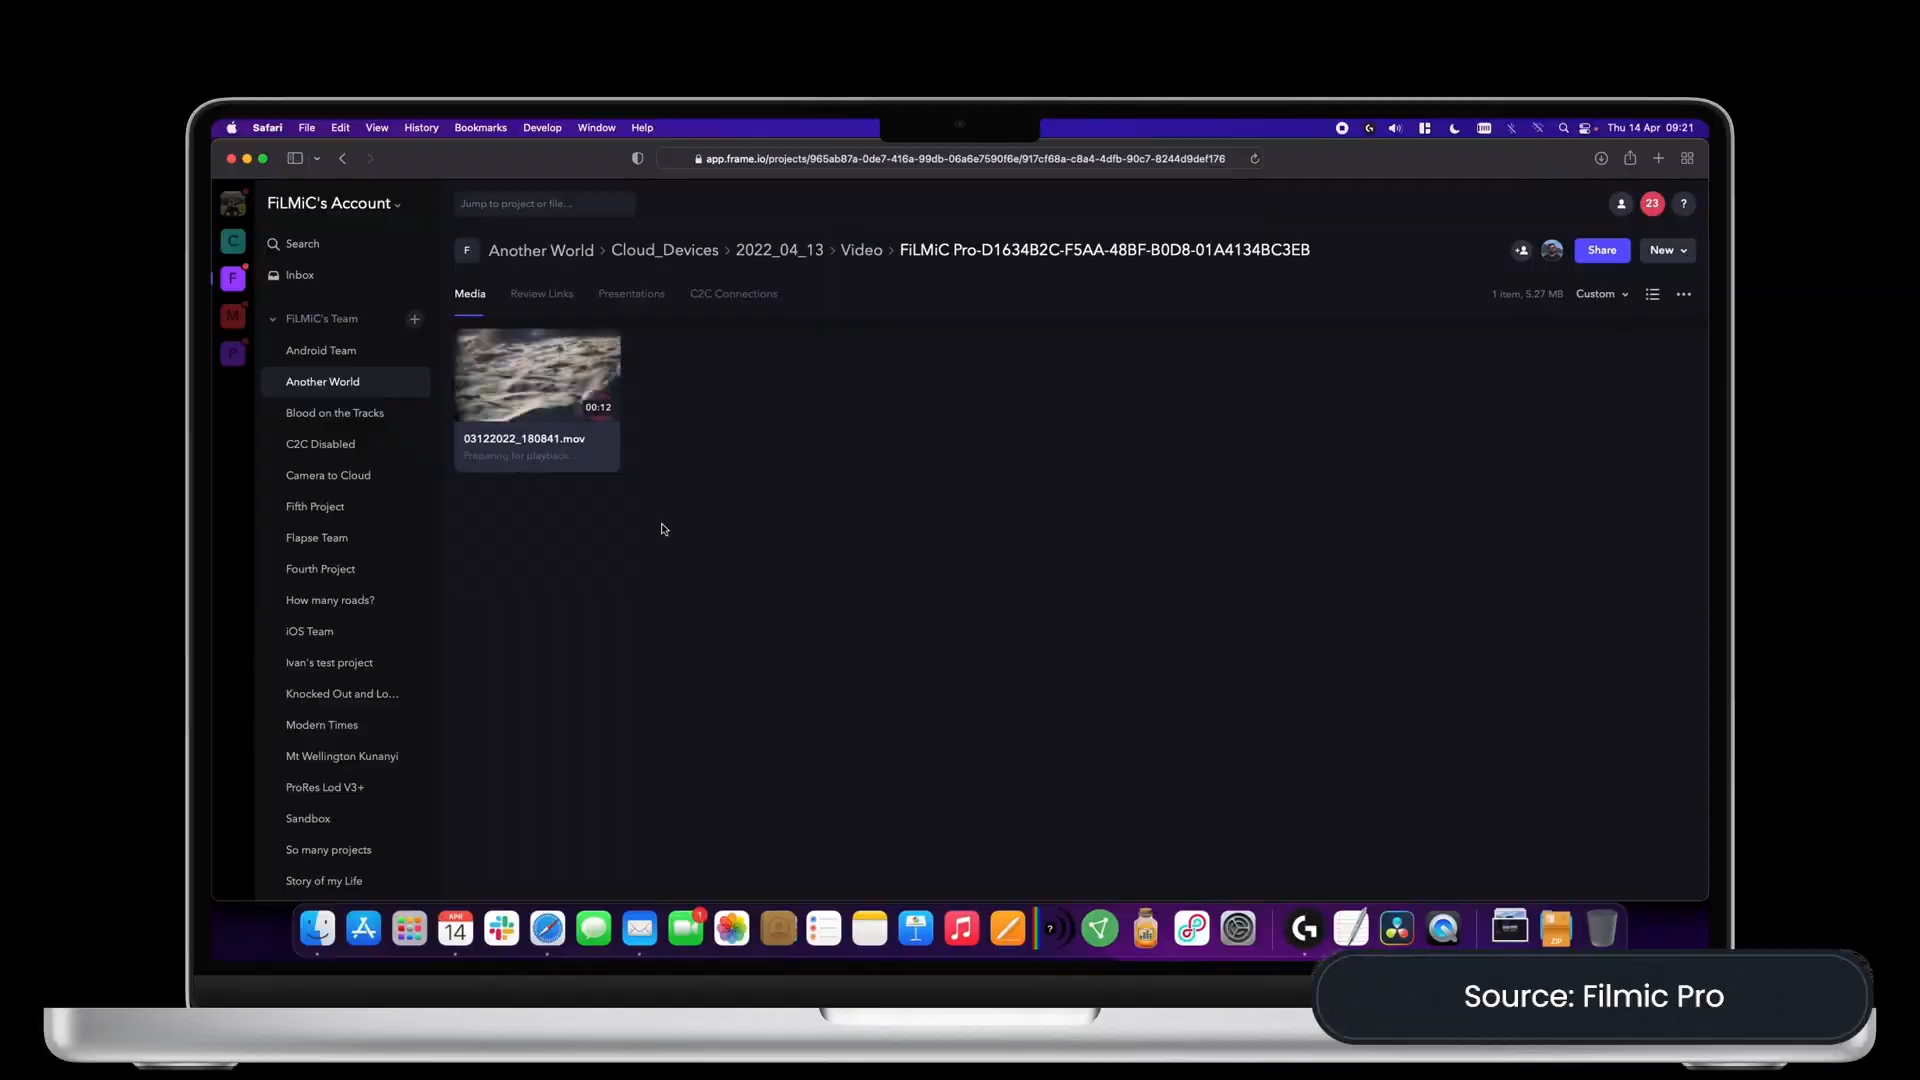 Safari File Edit View History Bookmarks Develop Window Help Thu 14 Apr 09:21
app.frame.io/projects/965ab87a-0de7-416a-99db-06a6e7590f6e/917cf68a-c8a4-4dfb-90c7-8244d9def176
FiLMiC's Account
Jump to project or file...
23 ?
C
F
M
P
Search
Inbox
FiLMiC's Team +
Android Team
Another World
Blood on the Tracks
C2C Disabled
Camera to Cloud
Fifth Project
Flapse Team
Fourth Project
How many roads?
iOS Team
Ivan's test project
Knocked Out and Lo...
Modern Times
Mt Wellington Kunanyi
ProRes Lod V3+
Sandbox
So many projects
Story of my Life
F Another World > Cloud_Devices > 2022_04_13 > Video > FiLMiC Pro-D1634B2C-F5AA-48BF-B0D8-01A4134BC3EB
Share New
Media Review Links Presentations C2C Connections
1 item, 5.27 MB Custom
00:12
03122022_180841.mov
Preparing for playback...
APR
14
1
?
ZIP
Source: Filmic Pro